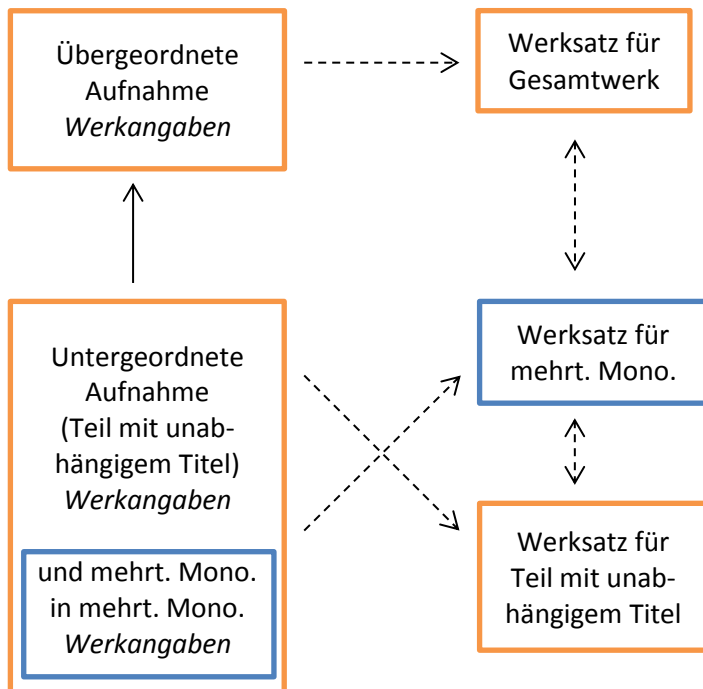 Übergeordnete
Aufnahme
Werkangaben
Werksatz für
Gesamtwerk
Untergeordnete
Aufnahme
(Teil mit unab-
hängigem Titel)
Werkangaben
und mehrt. Mono.
in mehrt. Mono.
Werkangaben
Werksatz für
mehrt. Mono.
Werksatz für
Teil mit unab-
hängigem Titel